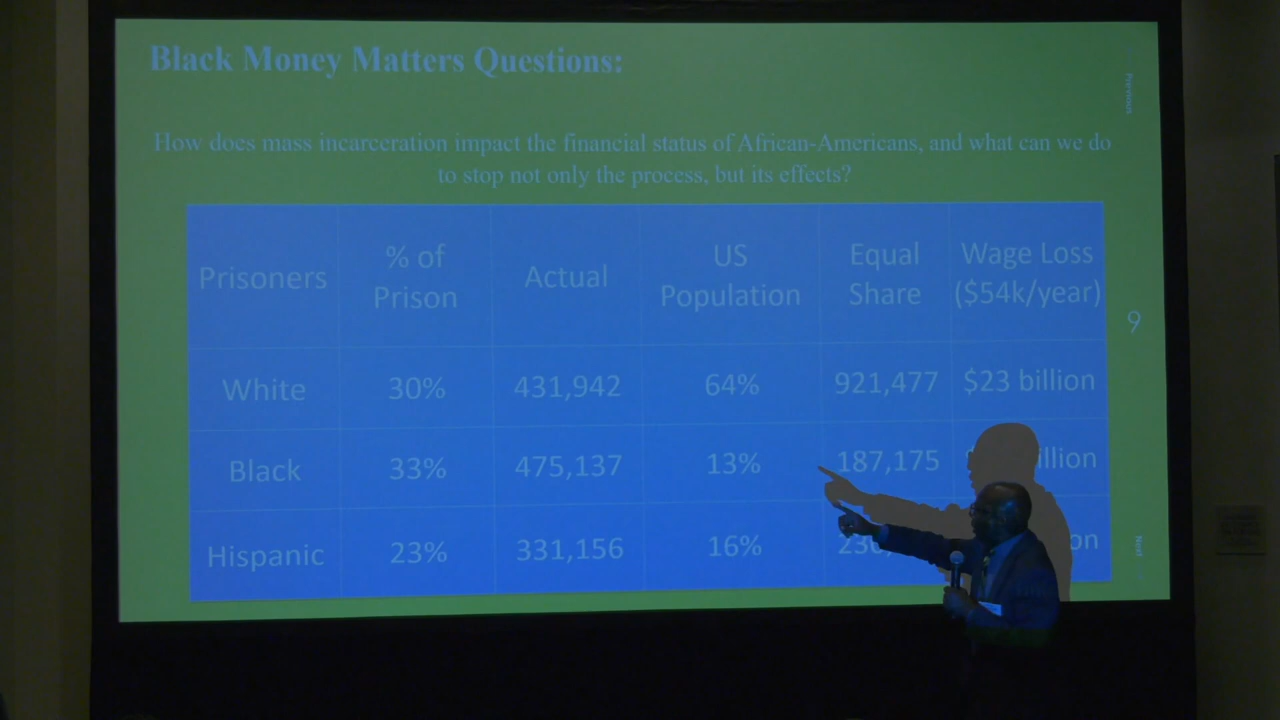 Black Money Matters Questions:
Previous
How does mass incarceration impact the financial status of African-Americans, and what can we do
to stop not only the process, but its effects?
Prisoners % of Prison Actual US Population Equal Share Wage Loss ($54k/year)
9
White 30% 431,942 64% 921,477 $23 billion
Black 33% 475,137 13% 187,175
Hispanic 23% 331,156 16%
Next